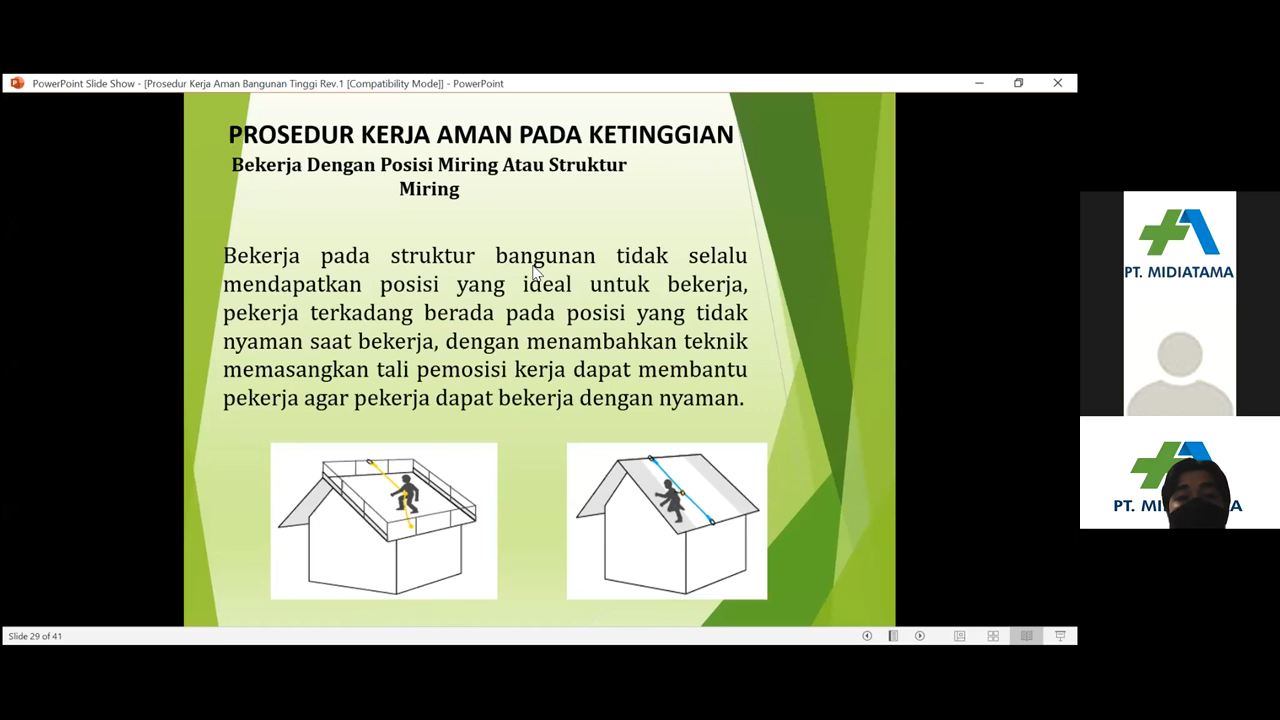 PowerPoint Slide Show - [Prosedur Kerja Aman Bangunan Tinggi Rev.1 [Compatibility Mode]] - PowerPoint
PROSEDUR KERJA AMAN PADA KETINGGIAN
Bekerja Dengan Posisi Miring Atau Struktur
Miring
Bekerja pada struktur bangunan tidak selalu
mendapatkan posisi yang ideal untuk bekerja,
pekerja terkadang berada pada posisi yang tidak
nyaman saat bekerja, dengan menambahkan teknik
memasangkan tali pemosisi kerja dapat membantu
pekerja agar pekerja dapat bekerja dengan nyaman.
Slide 29 of 41
PT. MIDIATAMA
PT. MI A